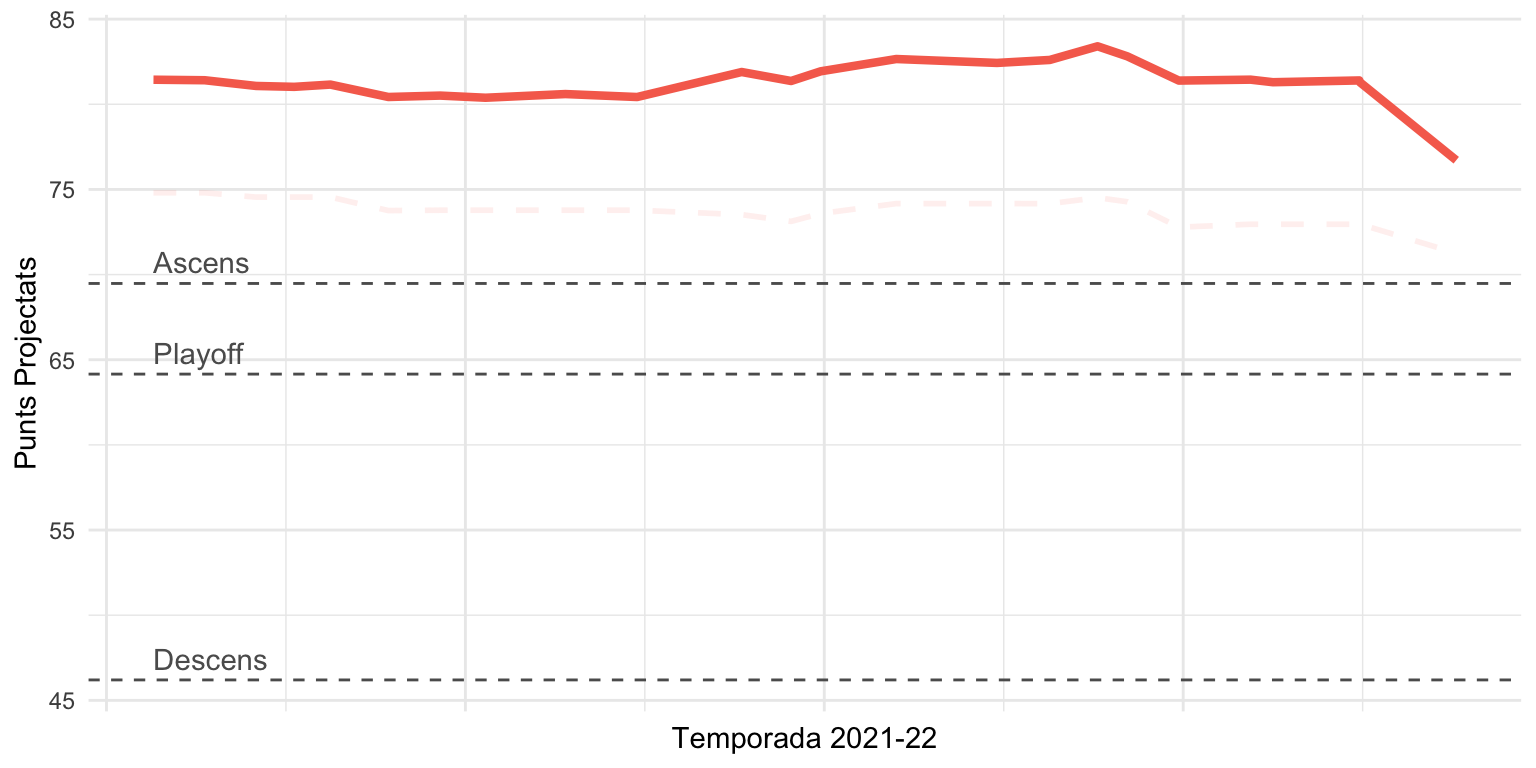 85
75
Ascens
Playoff
65
55
Descens
45
Punts Projectats
Temporada 2021-22